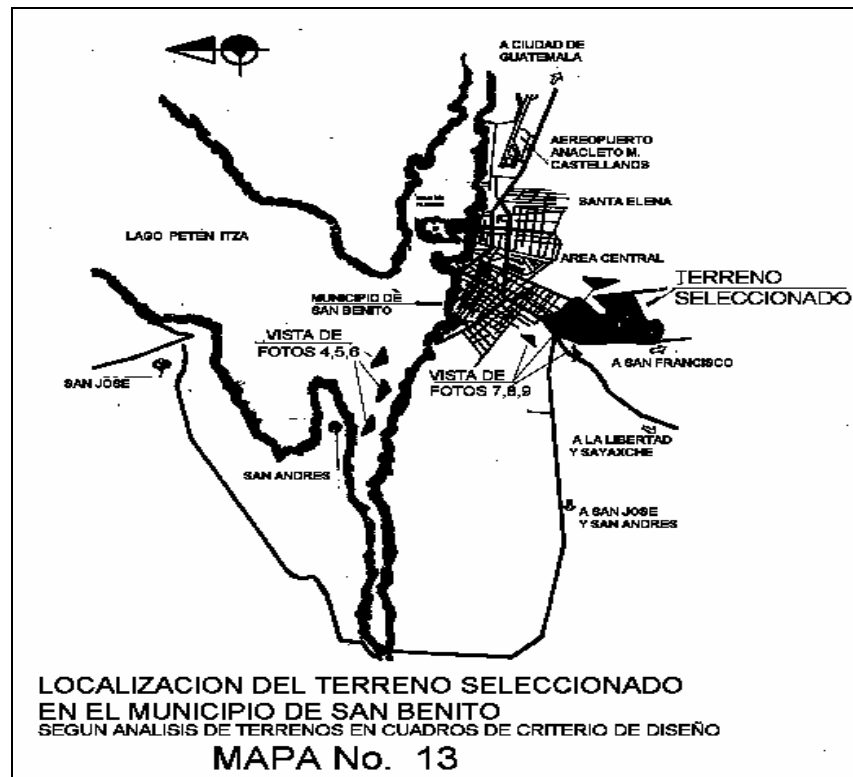 A CIUDAD DE
GUATEMALA
AEREOPUERTO
ANACLETO M.
CASTELLANOS
SANTA ELENA
LAGO PETEN ITZA
AREA CENTRAL
TERRENO
SELECCIONADO
MUNICIPIO DE
SAN BENITO
VISTA DE
FOTOS 4,5,6
VISTA DE
FOTOS 7,8,9
A SAN FRANCISCO
SAN JOSE
A LA LIBERTAD
Y SAYAXCHE
SAN ANDRES
A SAN JOSE
Y SAN ANDRES
LOCALIZACION DEL TERRENO SELECCIONADO
EN EL MUNICIPIO DE SAN BENITO
SEGUN ANALISIS DE TERRENOS EN CUADROS DE CRITERIO DE DISEÑO
MAPA No. 13